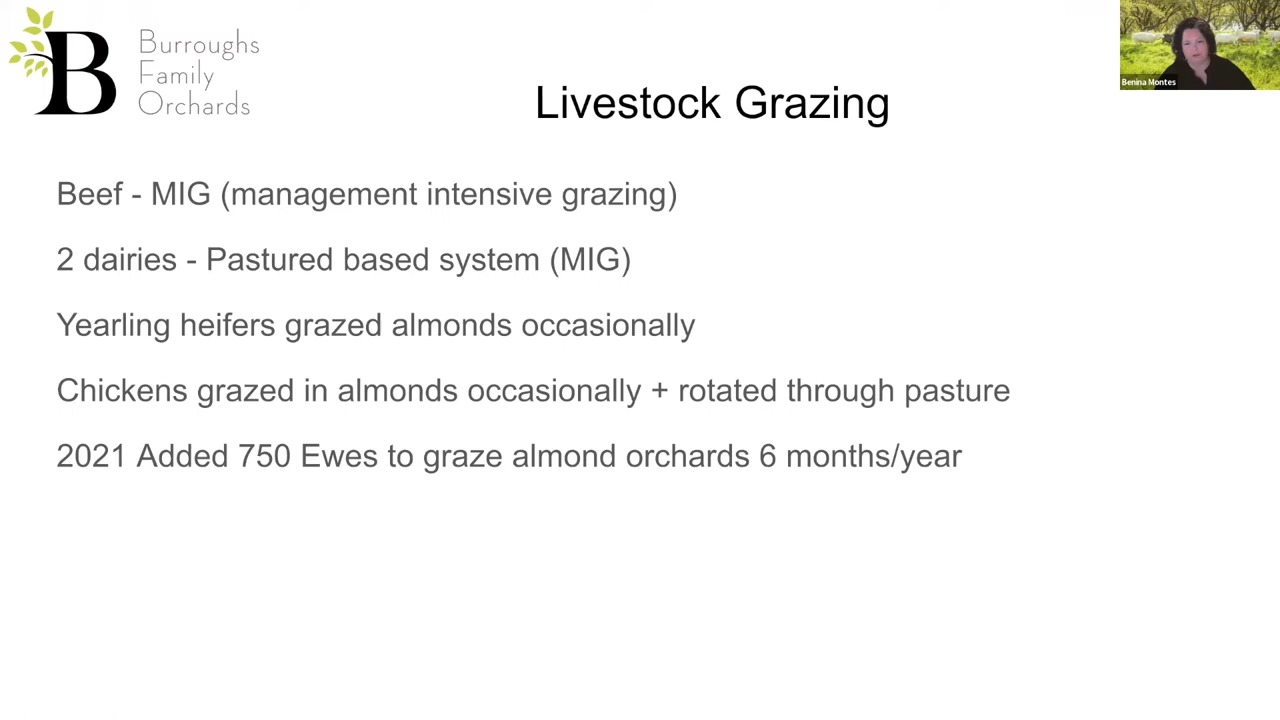 B
Burroughs
Family
Orchards
Benina Montes
Livestock Grazing
Beef - MIG (management intensive grazing)
2 dairies - Pastured based system (MIG)
Yearling heifers grazed almonds occasionally
Chickens grazed in almonds occasionally + rotated through pasture
2021 Added 750 Ewes to graze almond orchards 6 months/year